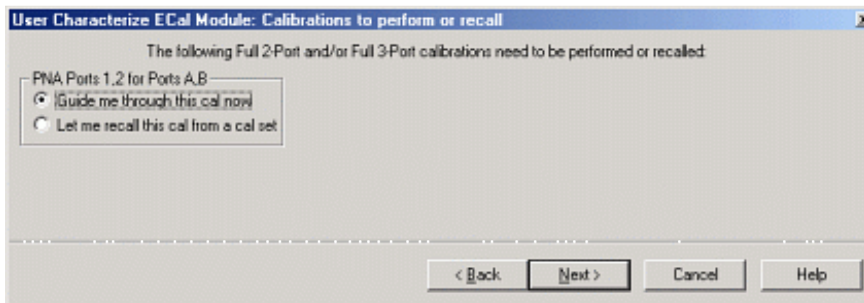 User Characterize ECal Module: Calibrations to perform or recall
The following Full 2-Port and/or Full 3-Port calibrations need to be performed or recalled:
PNA Ports 1,2 for Ports A,B
Guide me through this cal now
Let me recall this cal from a cal set
< Back
Next >
Cancel
Help